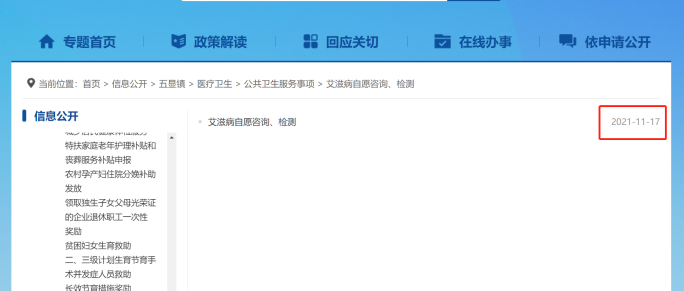 专题首页 政策解读 回应关切 在线办事 依申请公开
当前位置：首页 > 信息公开 > 五显镇 > 医疗卫生 > 公共卫生服务事项 > 艾滋病自愿咨询、检测
信息公开
艾滋病自愿咨询、检测 2021-11-17
特扶家庭老年护理补贴和
丧葬服务补贴申报
农村孕产妇住院分娩补助
发放
领取独生子女父母光荣证
的企业退休职工一次性
奖励
贫困妇女生育救助
二、三级计划生育节育手
术并发症人员救助
长效节育措施奖励